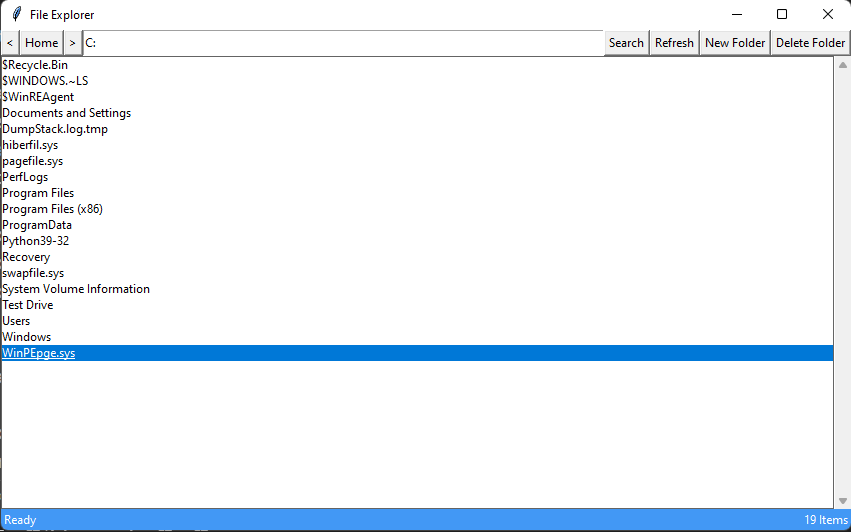 File Explorer
< Home > C: Search Refresh New Folder Delete Folder
$Recycle.Bin
$WINDOWS.~LS
$WinREAgent
Documents and Settings
DumpStack.log.tmp
hiberfil.sys
pagefile.sys
PerfLogs
Program Files
Program Files (x86)
ProgramData
Python39-32
Recovery
swapfile.sys
System Volume Information
Test Drive
Users
Windows
WinPEpge.sys
Ready 19 Items